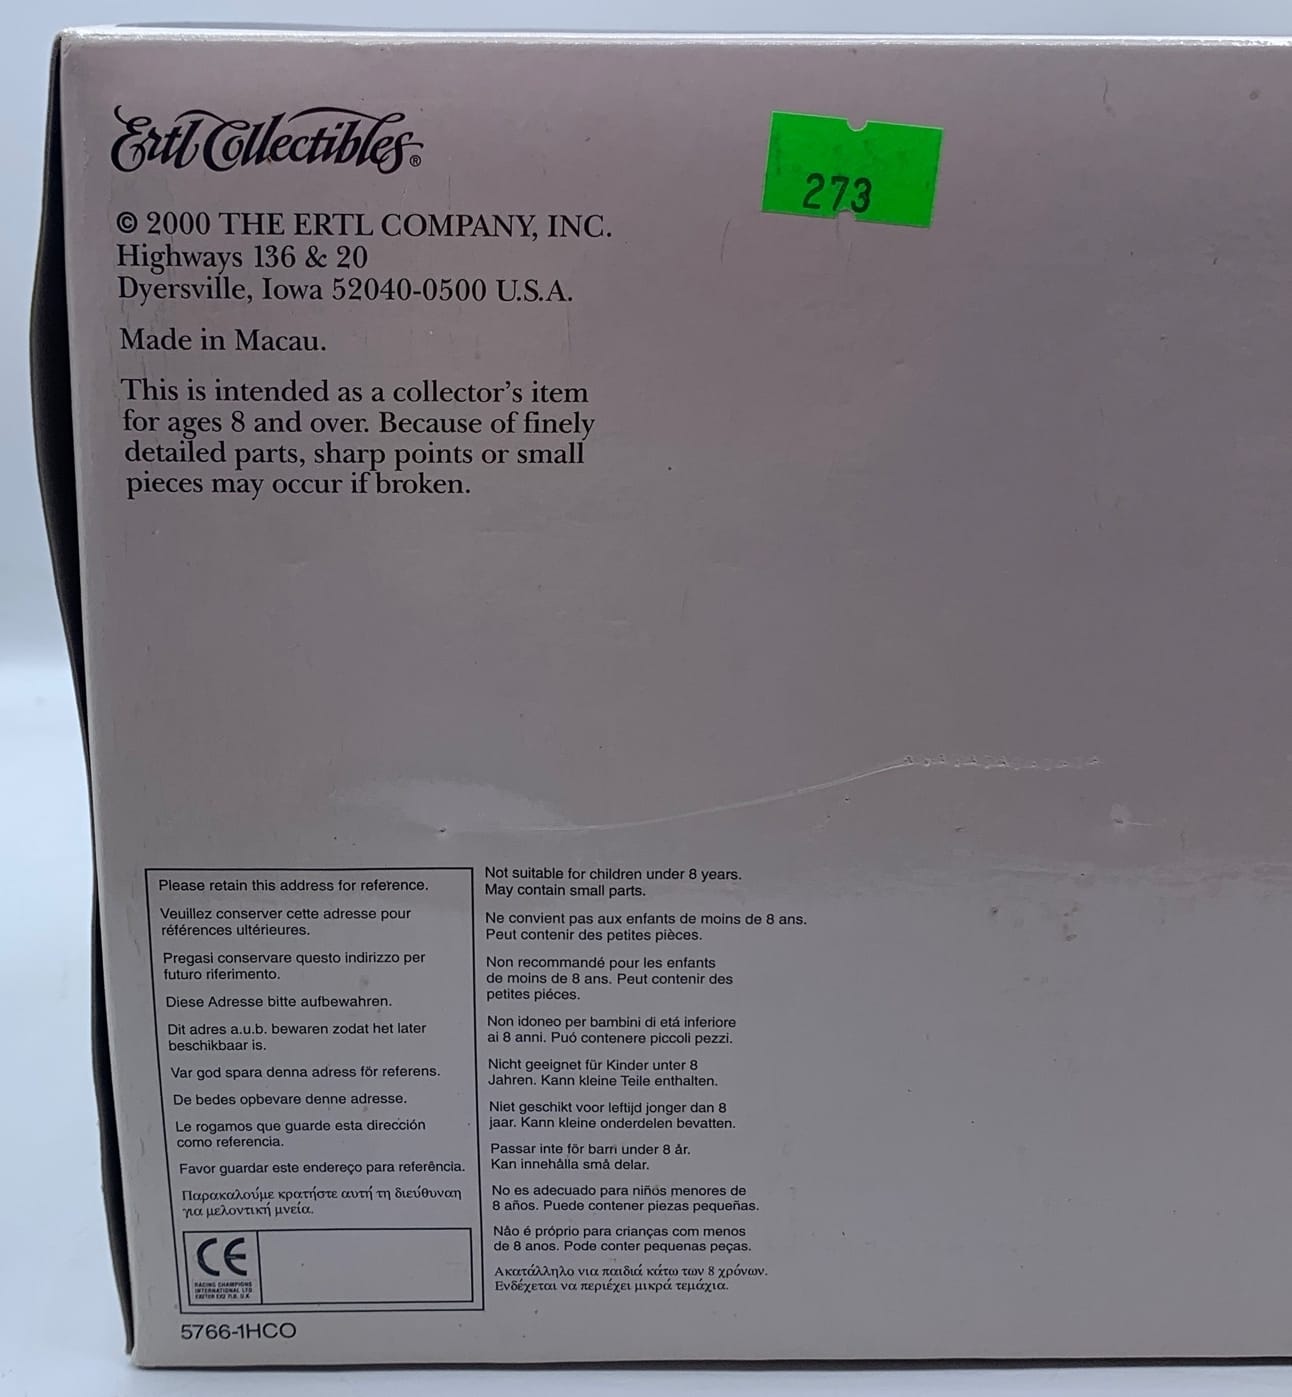 Ertl Collectibles®
© 2000 THE ERTL COMPANY, INC.
Highways 136 & 20
Dyersville, Iowa 52040-0500 U.S.A.
Made in Macau.
This is intended as a collector's item
for ages 8 and over. Because of finely
detailed parts, sharp points or small
pieces may occur if broken.
273
Please retain this address for reference.
Veuillez conserver cette adresse pour
références ultérieures.
Pregasi conservare questo indirizzo per
futuro riferimento.
Diese Adresse bitte aufbewahren.
Dit adres a.u.b. bewaren zodat het later
beschikbaar is.
Var god spara denna adress för referens.
De bedes opbevare denne adresse.
Le rogamos que guarde esta dirección
como referencia.
Favor guardar este endereço para referência.
Παρακαλούμε κρατήστε αυτή τη διεύθυναη
για μελοντική μνεία.
CE
RACING CHAMPIONS
INTERNATIONAL LTD
EXETER
5766-1HCO
Not suitable for children under 8 years.
May contain small parts.
Ne convient pas aux enfants de moins de 8 ans.
Peut contenir des petites pièces.
Non recommandé pour les enfants
de moins de 8 ans. Peut contenir des
petites piéces.
Non idoneo per bambini di etá inferiore
ai 8 anni. Puó contenere piccoli pezzi.
Nicht geeignet für Kinder unter 8
Jahren. Kann kleine Teile enthalten.
Niet geschikt voor leftijd jonger dan 8
jaar. Kann kleine onderdelen bevatten.
Passar inte för barn under 8 år.
Kan innehålla små delar.
No es adecuado para niños menores de
8 años. Puede contener piezas pequeñas.
Não é próprio para crianças com menos
de 8 anos. Pode conter pequenas peças.
Ακατάλληλο νια παιδιά κάτω των 8 χρόνων.
Ενδέχεται να περιέχει μικρά τεμάχια.